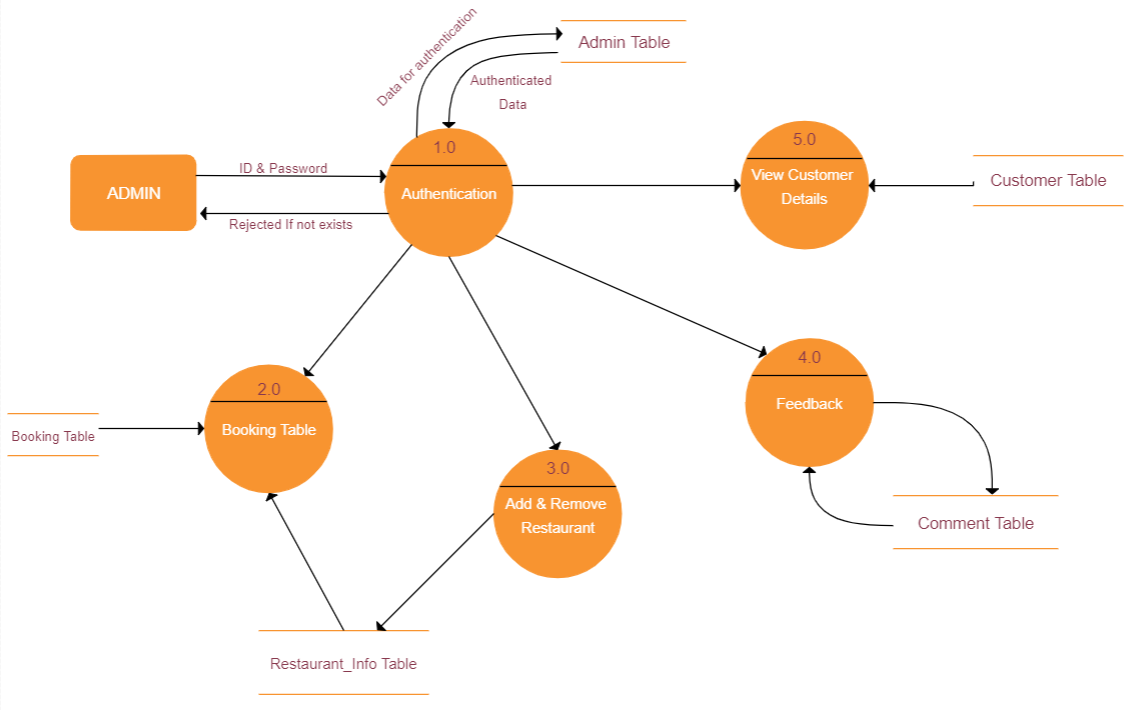 Data for authentication
Admin Table
Authenticated
Data
1.0
Authentication
5.0
View Customer
Details
Customer Table
ADMIN
ID & Password
Rejected If not exists
4.0
Feedback
2.0
Booking Table
Booking Table
3.0
Add & Remove
Restaurant
Comment Table
Restaurant_Info Table